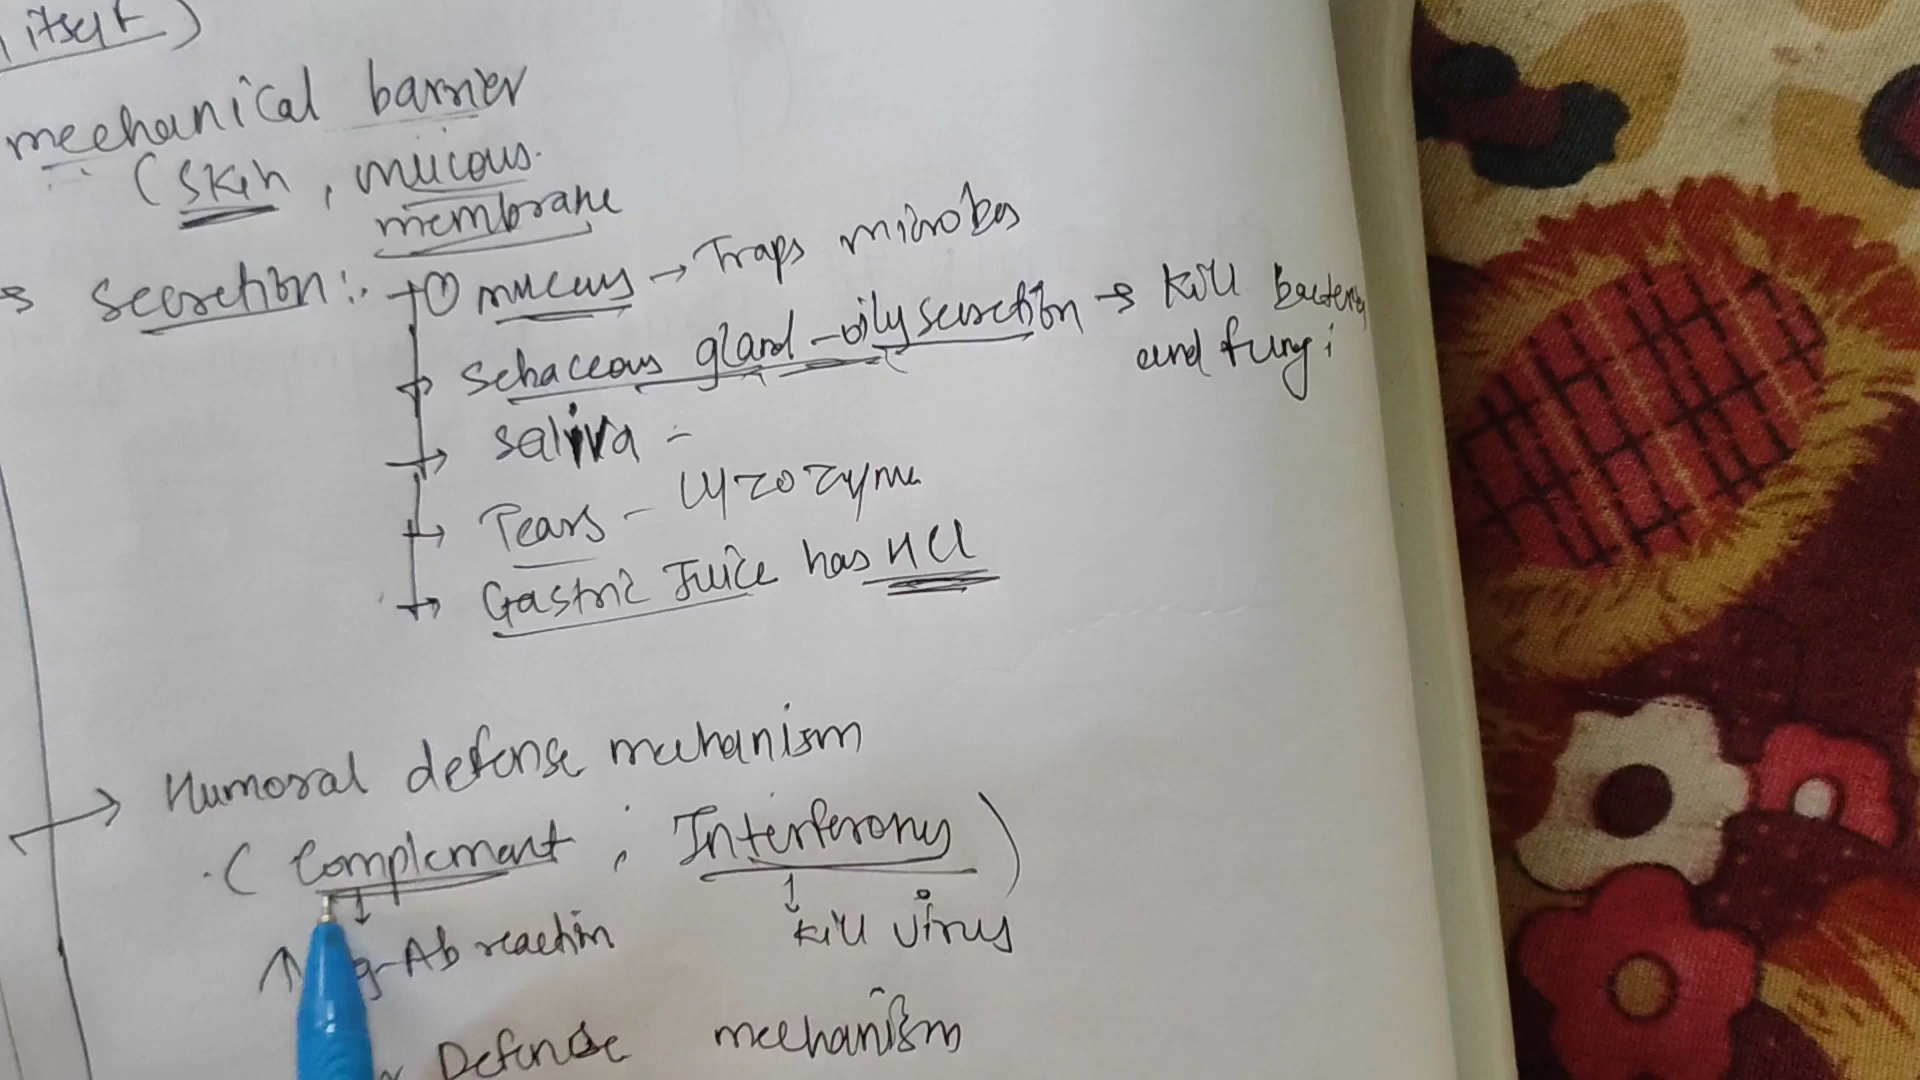 itself)
mechanical barrier
(Skin, mucous
membrane
Secretion :- → ① mucus → Traps microbes
→ Sebaceous gland - oily secretion → Kill bacteria
and fungi
→ saliva -
→ Tears - Lyzozyme
→ Gastric Juice has HCl
→ Humoral defense mechanism
( Complement , Interferons )
↓ ↓
↑ g-Ab reaction Kill virus
Defense mechanism